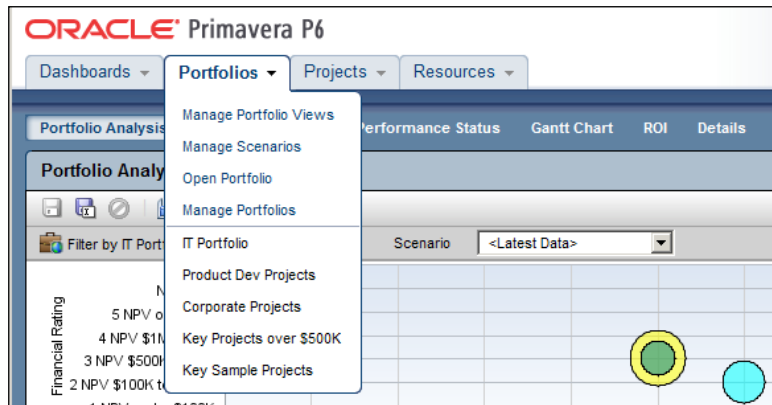 ORACLE Primavera P6
Dashboards Portfolios Projects Resources
Manage Portfolio Views
Portfolio Analysis Performance Status Gantt Chart ROI Details
Manage Scenarios
Portfolio Analy
Open Portfolio
Manage Portfolios
Filter by IT Port IT Portfolio Scenario <Latest Data>
Product Dev Projects
Corporate Projects
Key Projects over $500K
Key Sample Projects
Financial Rating
5 NPV o
4 NPV $1M
3 NPV $500K
2 NPV $100K t